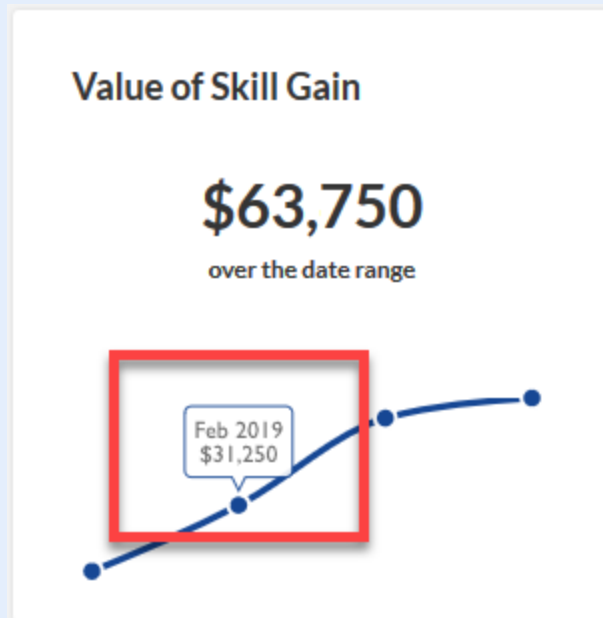 Value of Skill Gain
$63,750
over the date range
Feb 2019
$31,250